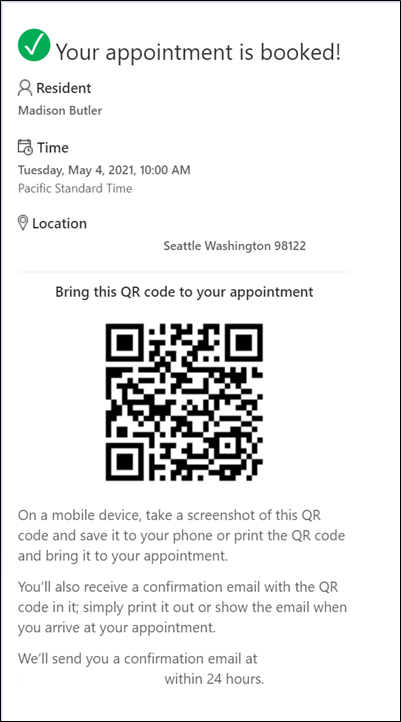 Your appointment is booked!
Resident
Madison Butler
Time
Tuesday, May 4, 2021, 10:00 AM
Pacific Standard Time
Location
Seattle Washington 98122
Bring this QR code to your appointment
On a mobile device, take a screenshot of this QR
code and save it to your phone or print the QR code
and bring it to your appointment.
You'll also receive a confirmation email with the QR
code in it; simply print it out or show the email when
you arrive at your appointment.
We'll send you a confirmation email at
within 24 hours.